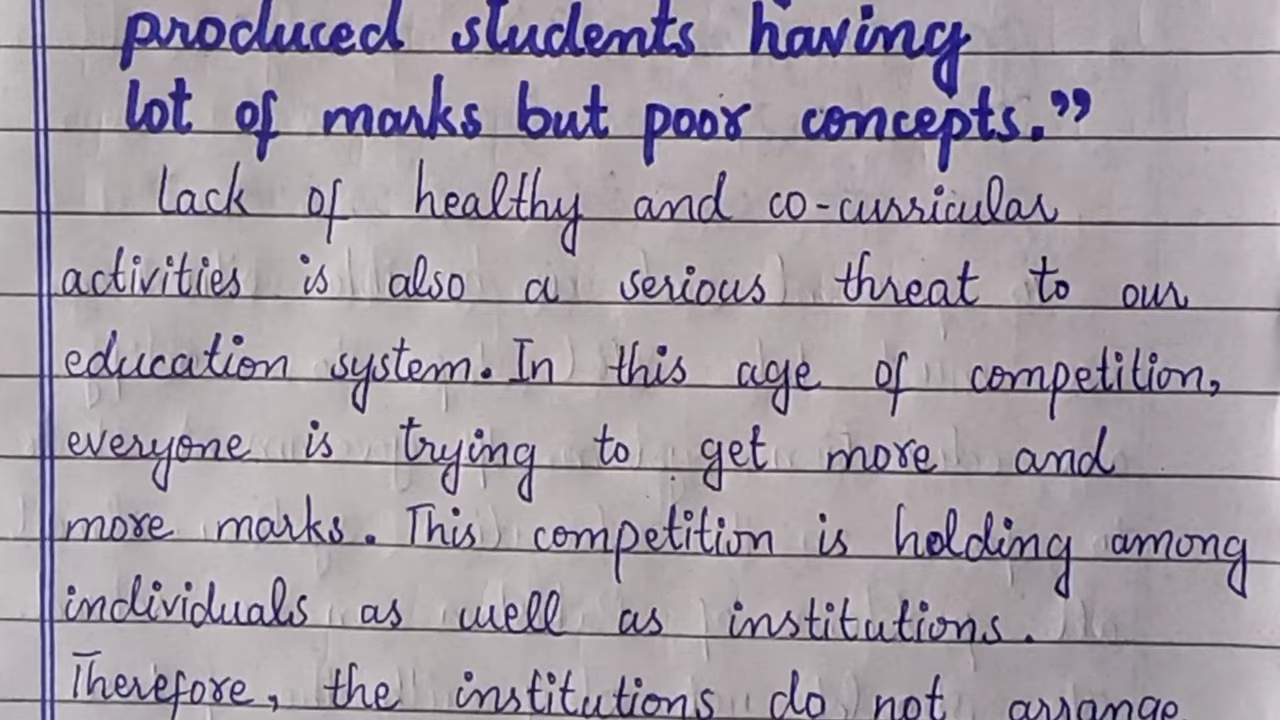 produced students having
lot of marks but poor concepts.”
Lack of healthy and co-curricular
activities is also a serious threat to our
education system. In this age of competition,
everyone is trying to get more and
more marks. This competition is holding among
individuals as well as institutions.
Therefore, the institutions do not arrange